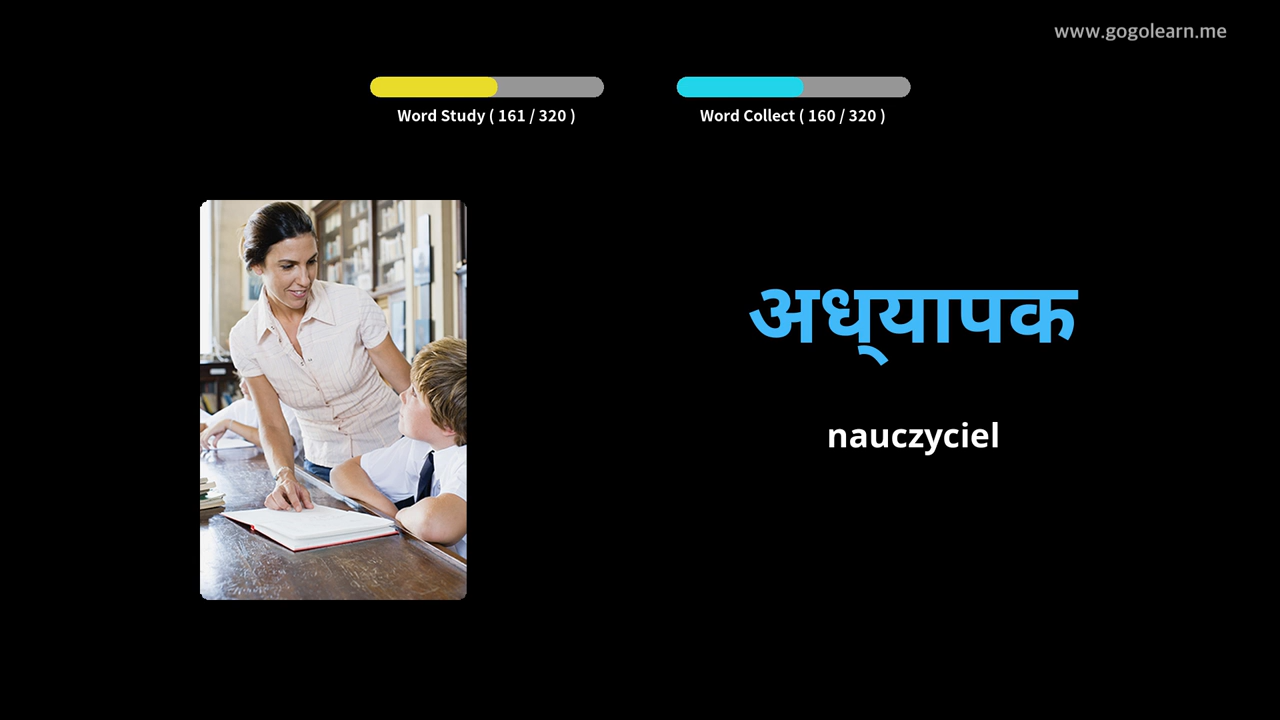 www.gogolearn.me
Word Study ( 161 / 320 )
Word Collect ( 160 / 320 )
अध्यापक
nauczyciel